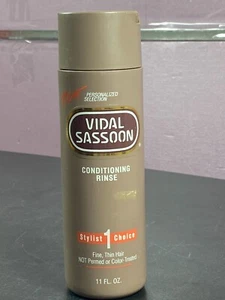 New PERSONALIZED
SELECTION
VIDAL
SASSOON
CONDITIONING
RINSE
Stylist 1 Choice
Fine, Thin Hair
NOT Permed or Color-Treated
11 FL. OZ.